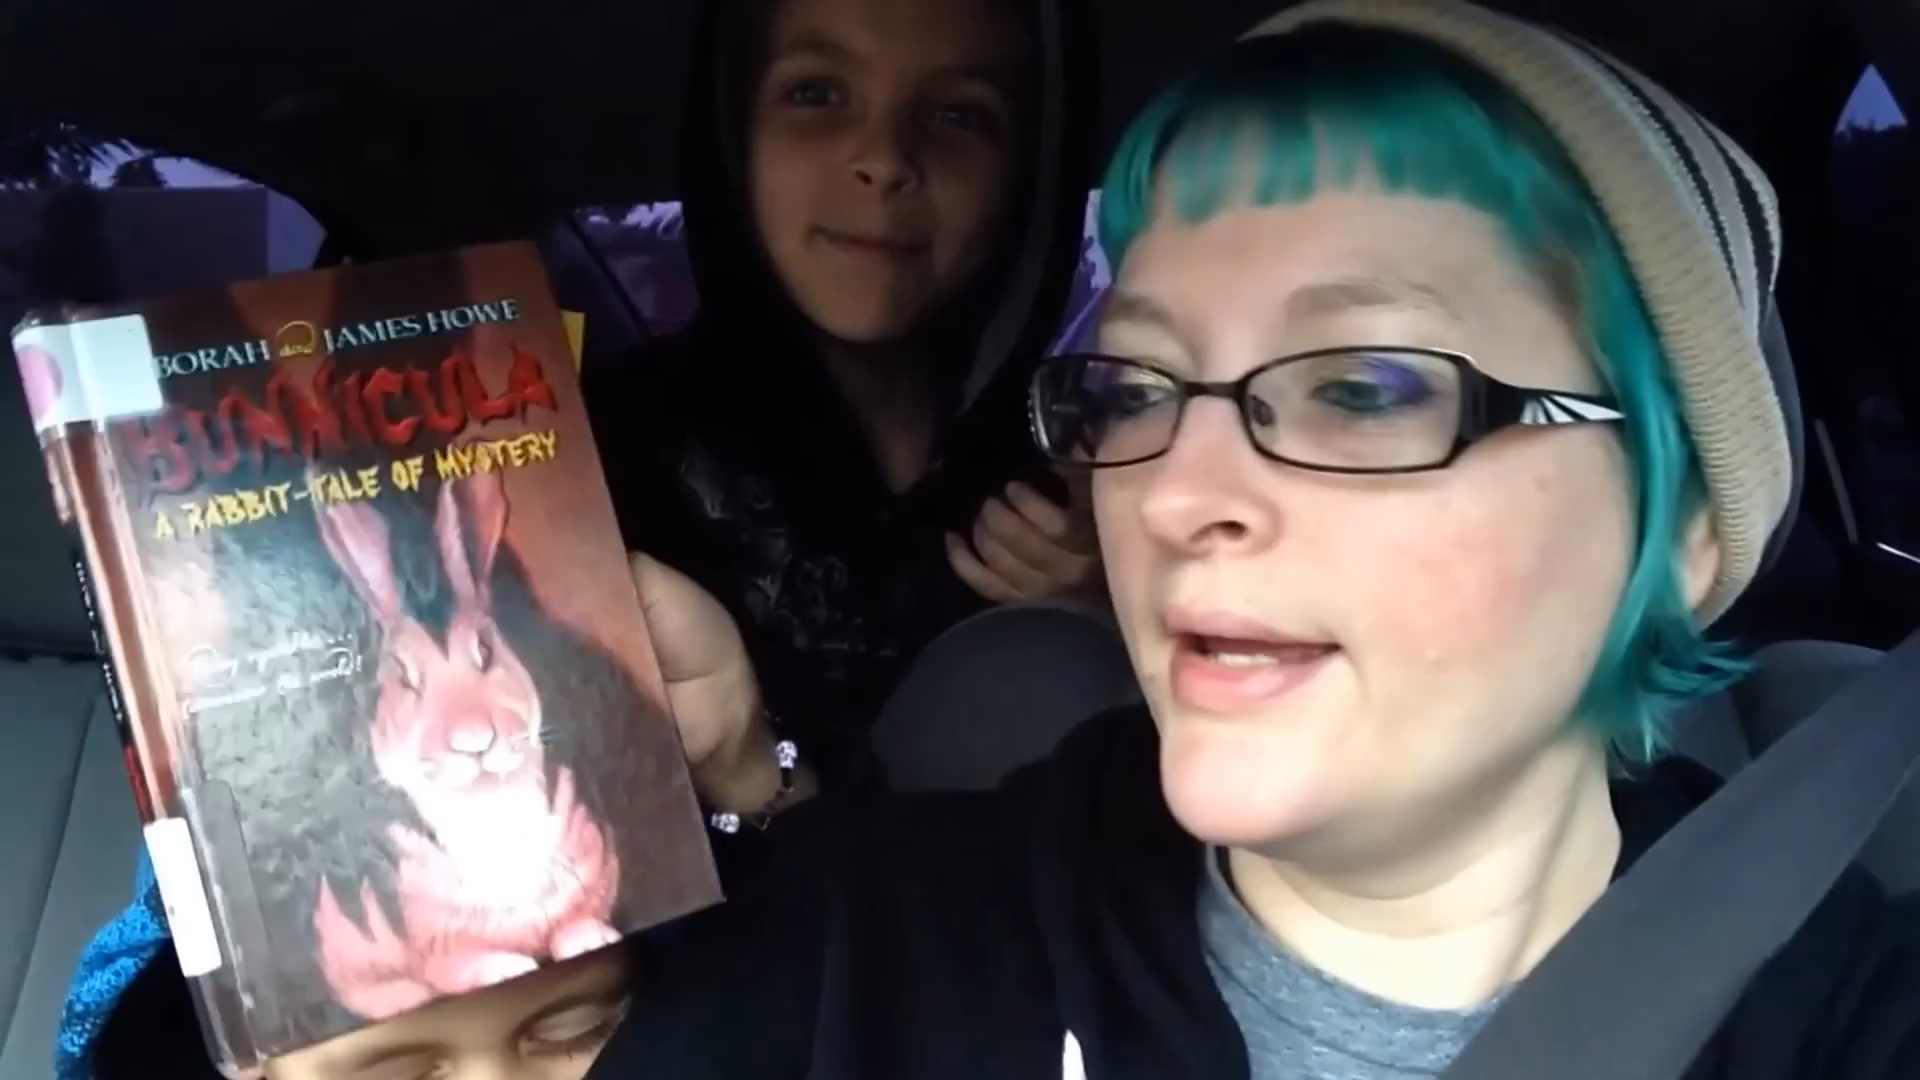 BORAH and JAMES HOWE
BUNNICULA
A RABBIT-TALE OF MYSTERY